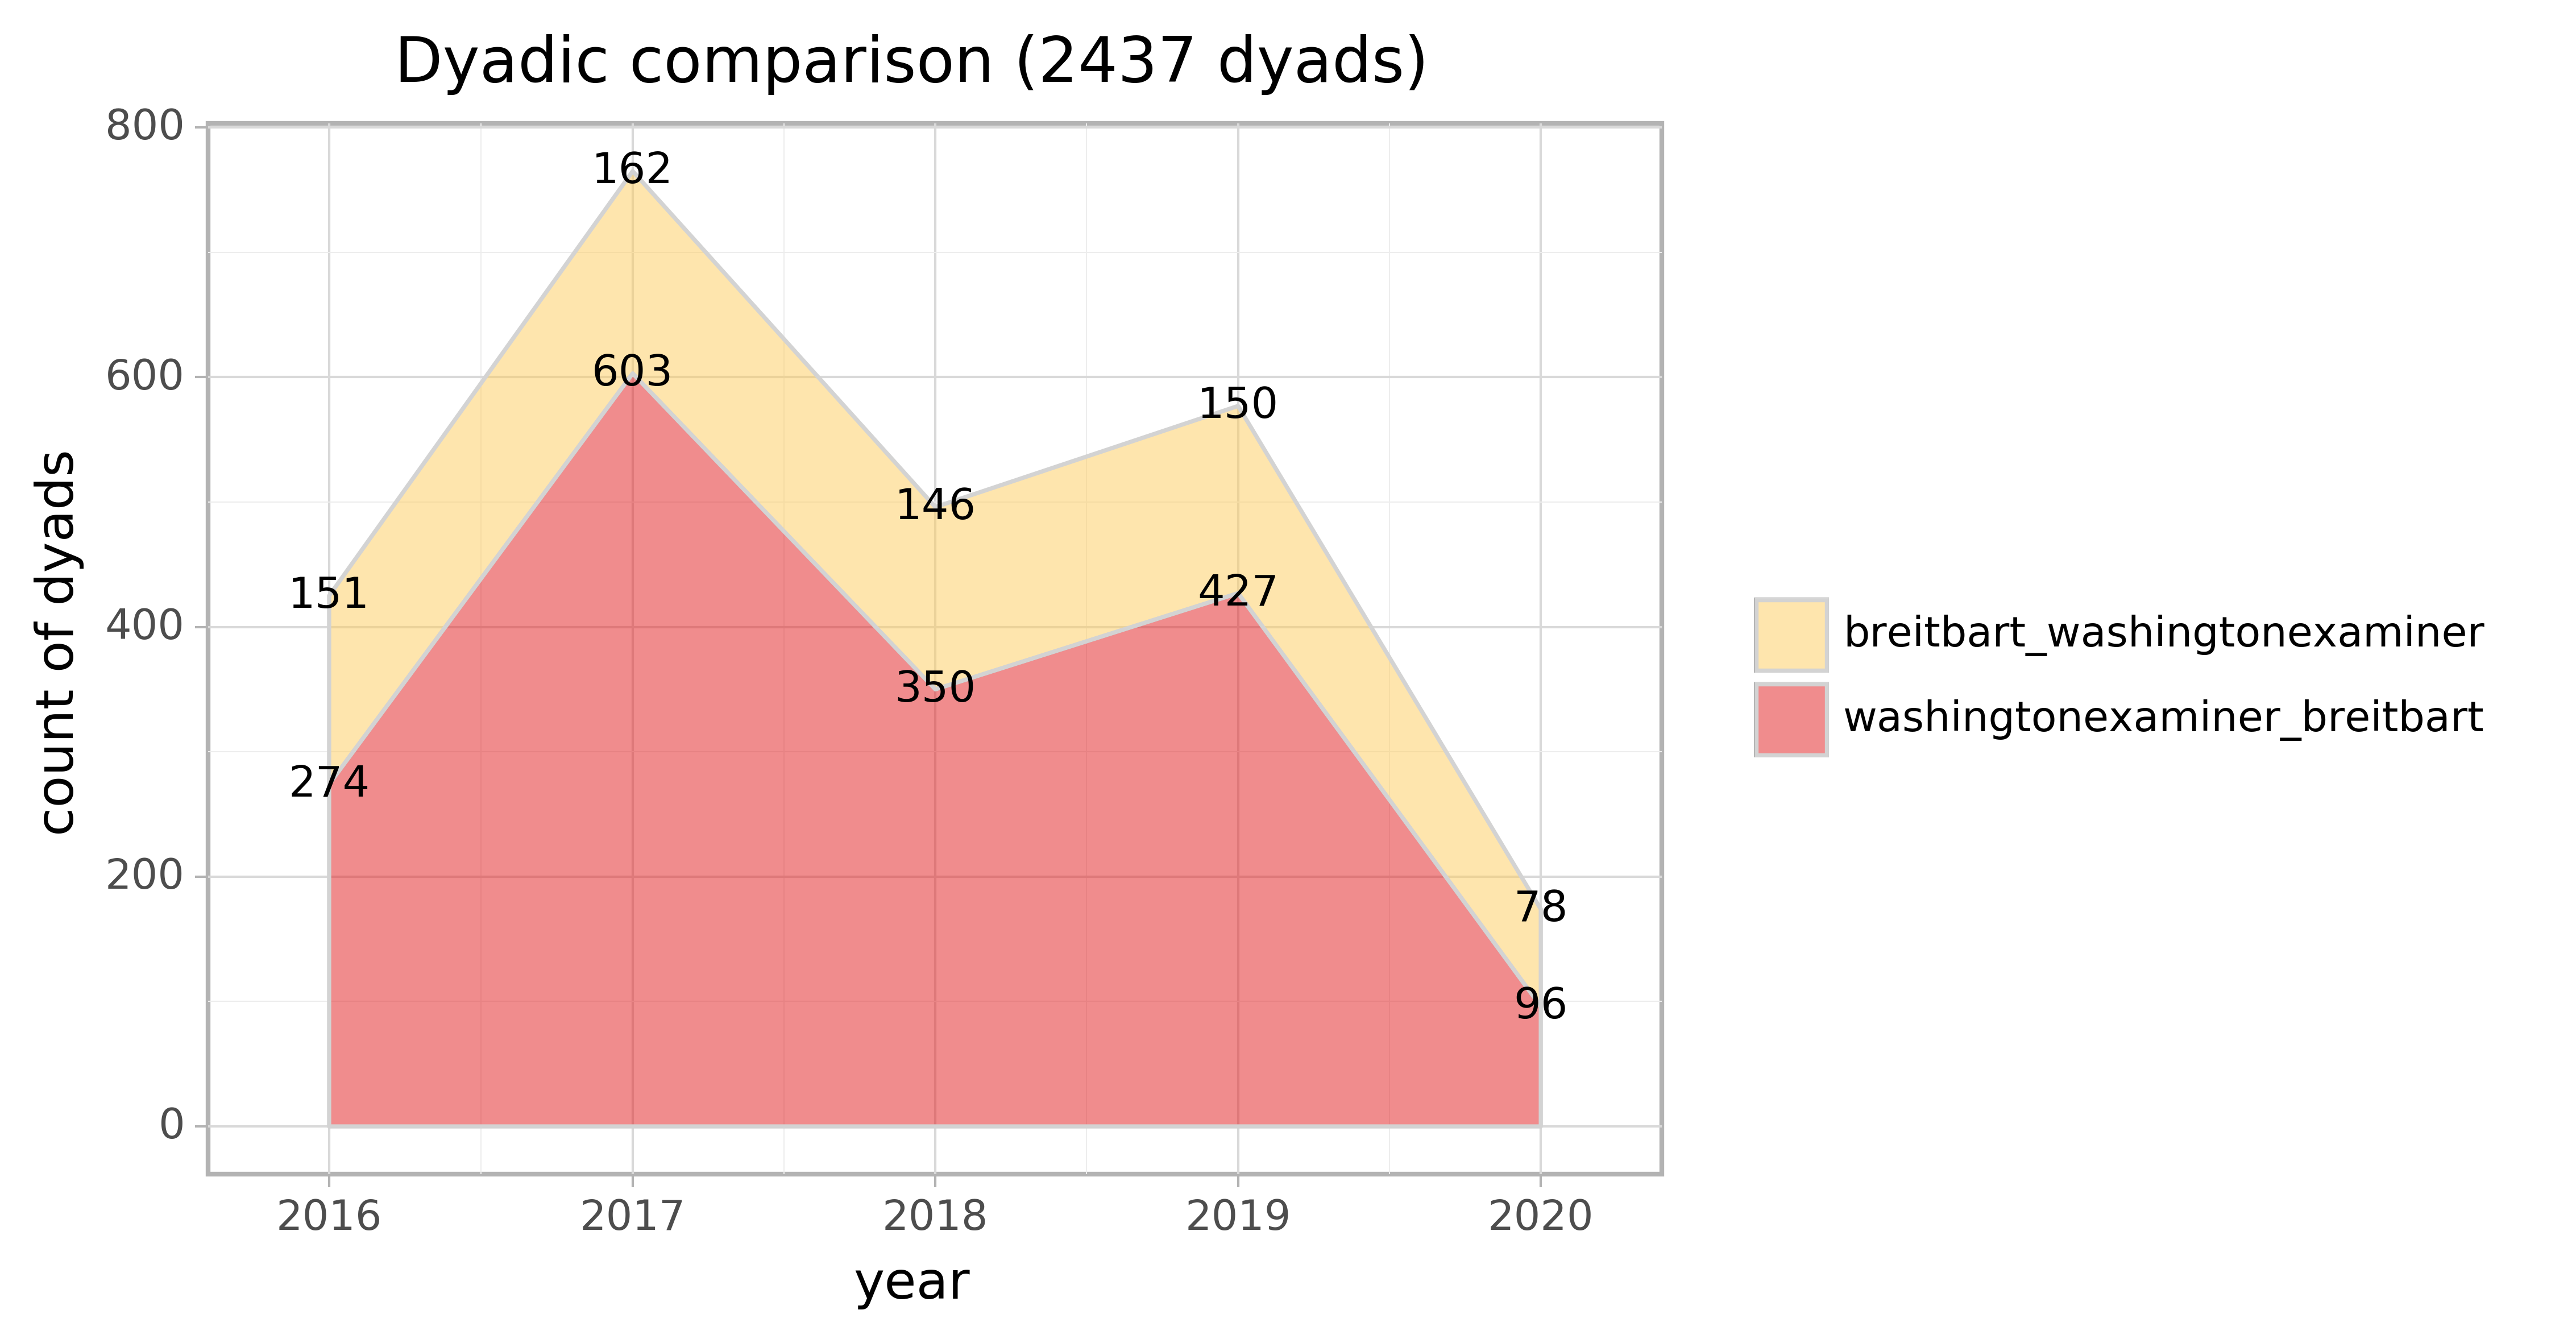 Dyadic comparison (2437 dyads)
800
600
400
200
0
count of dyads
162
603
150
146
151
427
350
274
78
96
2016 2017 2018 2019 2020
year
breitbart_washingtonexaminer
washingtonexaminer_breitbart